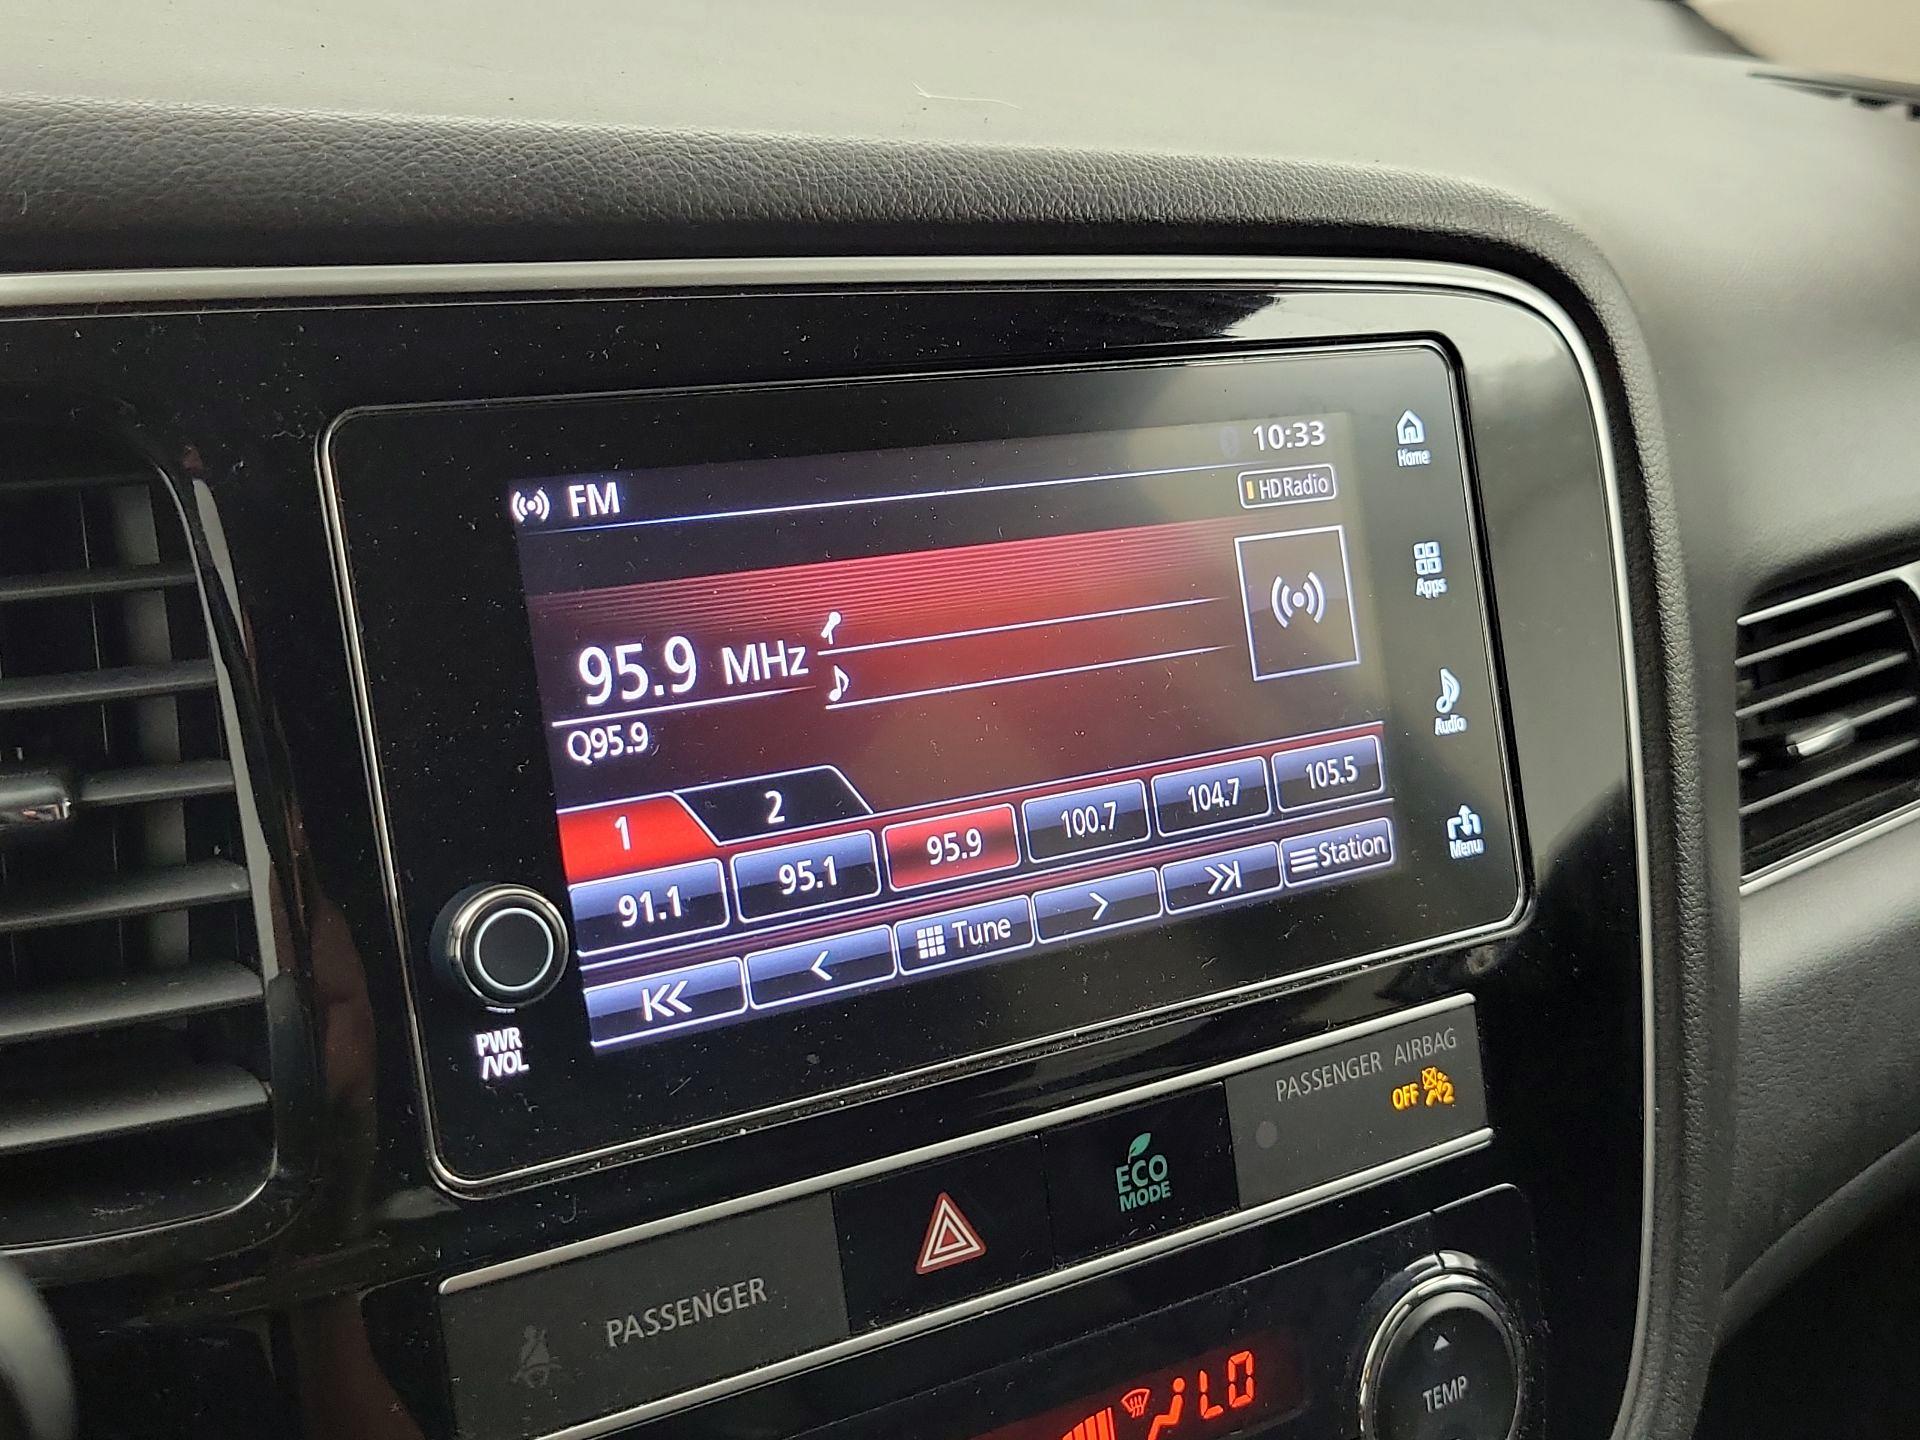 10:33
FM
HD Radio
Home
Apps
95.9 MHz
Q95.9
Audio
1 2
91.1 95.1 95.9 100.7 104.7 105.5
Tune
Station
Menu
PWR
/VOL
PASSENGER AIRBAG
OFF 2
ECO
MODE
PASSENGER
LO
TEMP